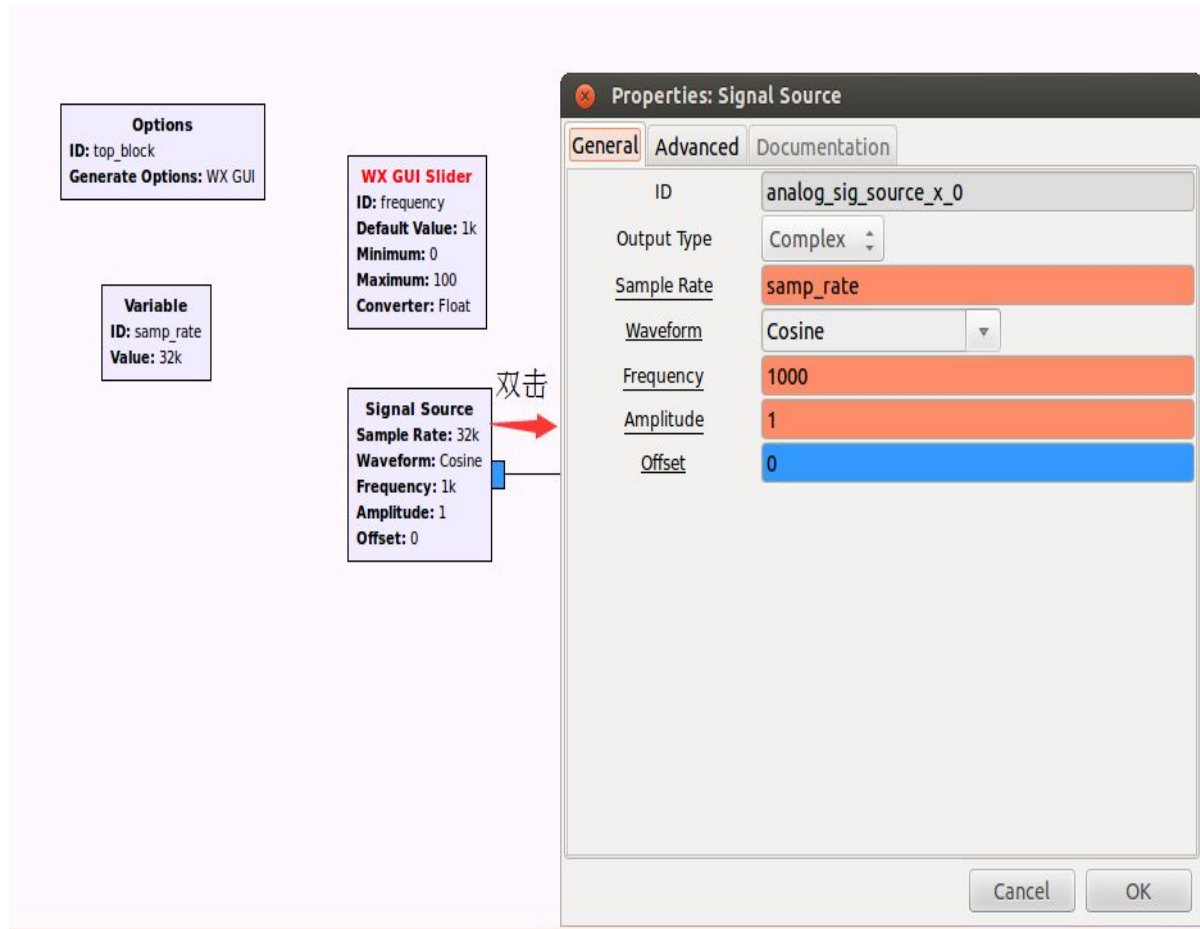 Options
ID: top_block
Generate Options: WX GUI
WX GUI Slider
ID: frequency
Default Value: 1k
Minimum: 0
Maximum: 100
Converter: Float
Variable
ID: samp_rate
Value: 32k
Signal Source
Sample Rate: 32k
Waveform: Cosine
Frequency: 1k
Amplitude: 1
Offset: 0
双击
Properties: Signal Source
General Advanced Documentation
ID analog_sig_source_x_0
Output Type Complex
Sample Rate samp_rate
Waveform Cosine
Frequency 1000
Amplitude 1
Offset 0
Cancel OK